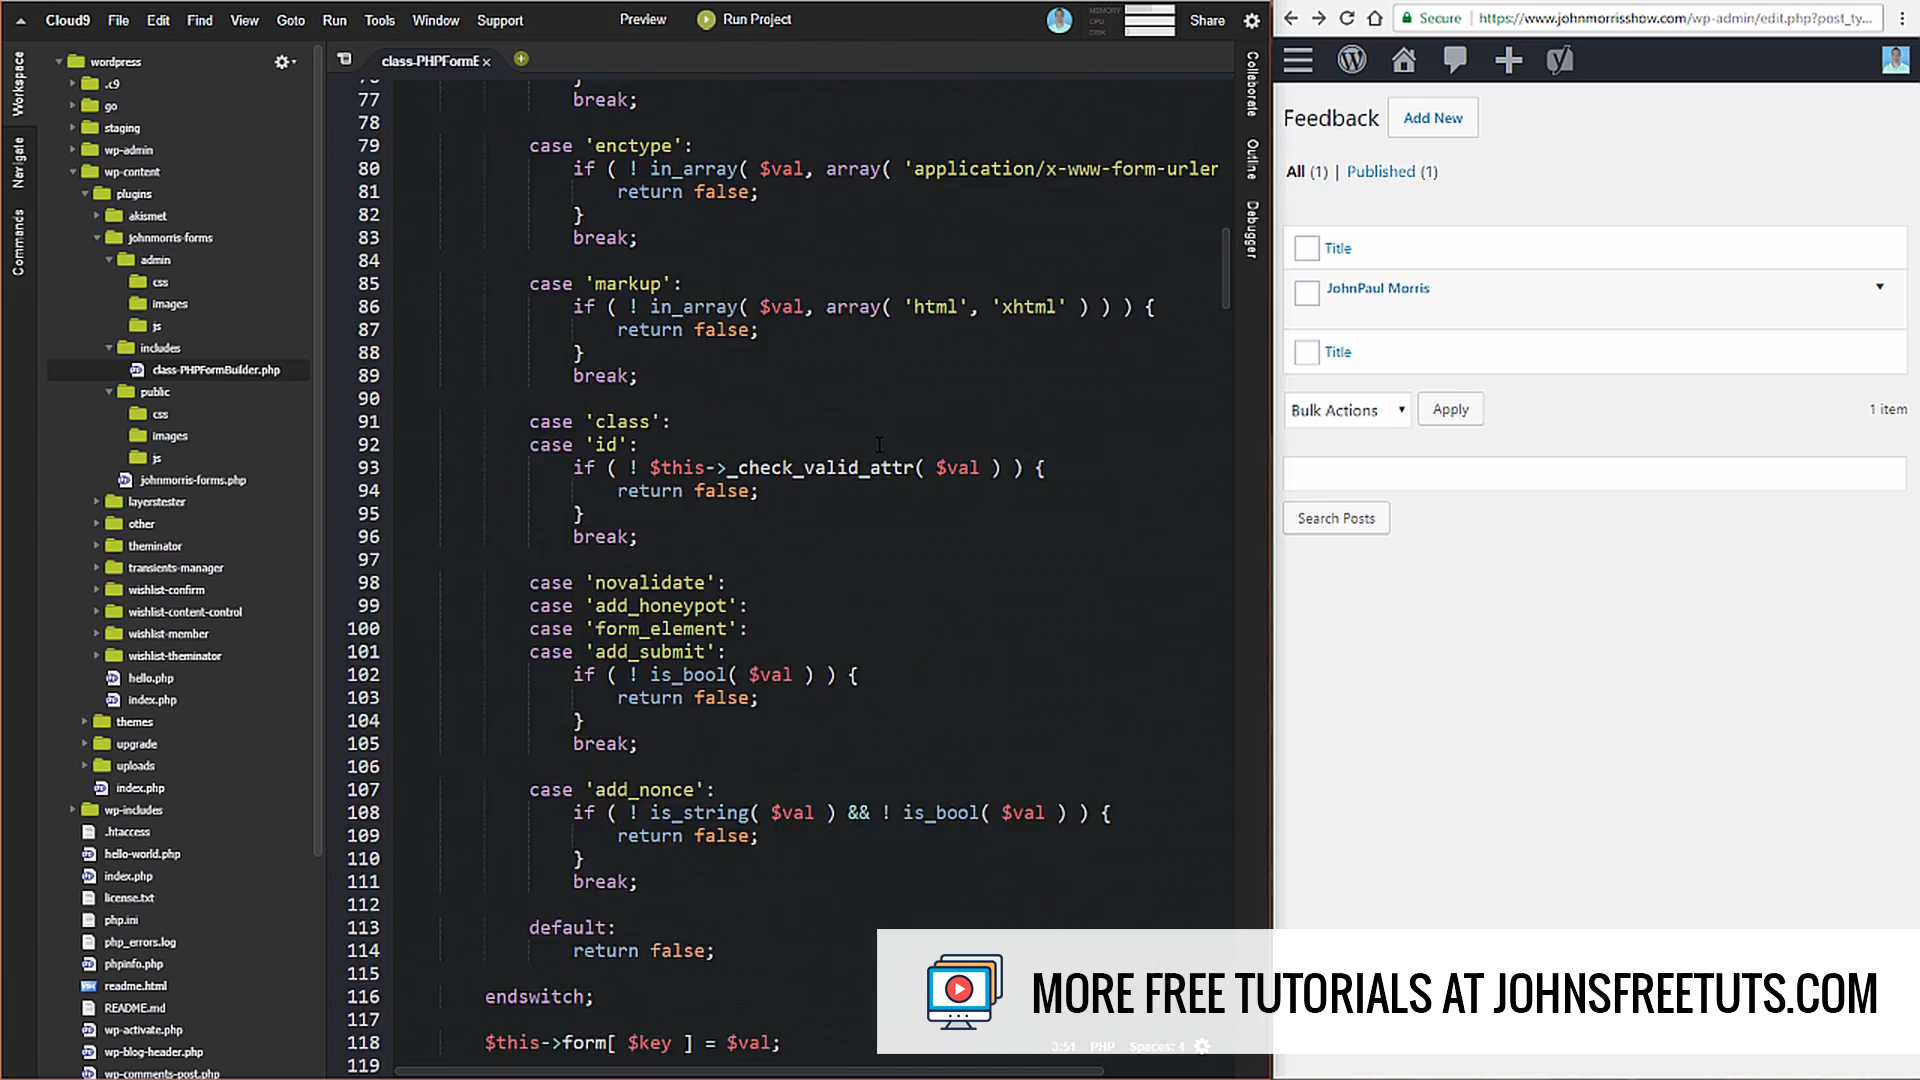 Cloud9 File Edit Find View Goto Run Tools Window Support Preview Run Project MEMORY CPU DISK Share
Secure https://www.johnmorrisshow.com/wp-admin/edit.php?post_ty...
Workspace
Navigate
Commands
wordpress
.c9
go
staging
wp-admin
wp-content
plugins
akismet
johnmorris-forms
admin
css
images
js
includes
class-PHPFormBuilder.php
public
css
images
js
johnmorris-forms.php
layerstester
other
theminator
transients-manager
wishlist-confirm
wishlist-content-control
wishlist-member
wishlist-theminator
hello.php
index.php
themes
upgrade
uploads
index.php
wp-includes
.htaccess
hello-world.php
index.php
license.txt
php.ini
php_errors.log
phpinfo.php
readme.html
README.md
wp-activate.php
wp-blog-header.php
wp-comments-post.php
class-PHPFormE
76 }
77 break;
78
79 case 'enctype':
80 if ( ! in_array( $val, array( 'application/x-www-form-urler
81 return false;
82 }
83 break;
84
85 case 'markup':
86 if ( ! in_array( $val, array( 'html', 'xhtml' ) ) ) {
87 return false;
88 }
89 break;
90
91 case 'class':
92 case 'id':
93 if ( ! $this->_check_valid_attr( $val ) ) {
94 return false;
95 }
96 break;
97
98 case 'novalidate':
99 case 'add_honeypot':
100 case 'form_element':
101 case 'add_submit':
102 if ( ! is_bool( $val ) ) {
103 return false;
104 }
105 break;
106
107 case 'add_nonce':
108 if ( ! is_string( $val ) && ! is_bool( $val ) ) {
109 return false;
110 }
111 break;
112
113 default:
114 return false;
115
116 endswitch;
117
118 $this->form[ $key ] = $val;
119
3:51 PHP Spaces: 4
Collaborate
Outline
Debugger
Feedback Add New
All (1) | Published (1)
Title
JohnPaul Morris
Title
Bulk Actions Apply 1 item
Search Posts
MORE FREE TUTORIALS AT JOHNSFREETUTS.COM